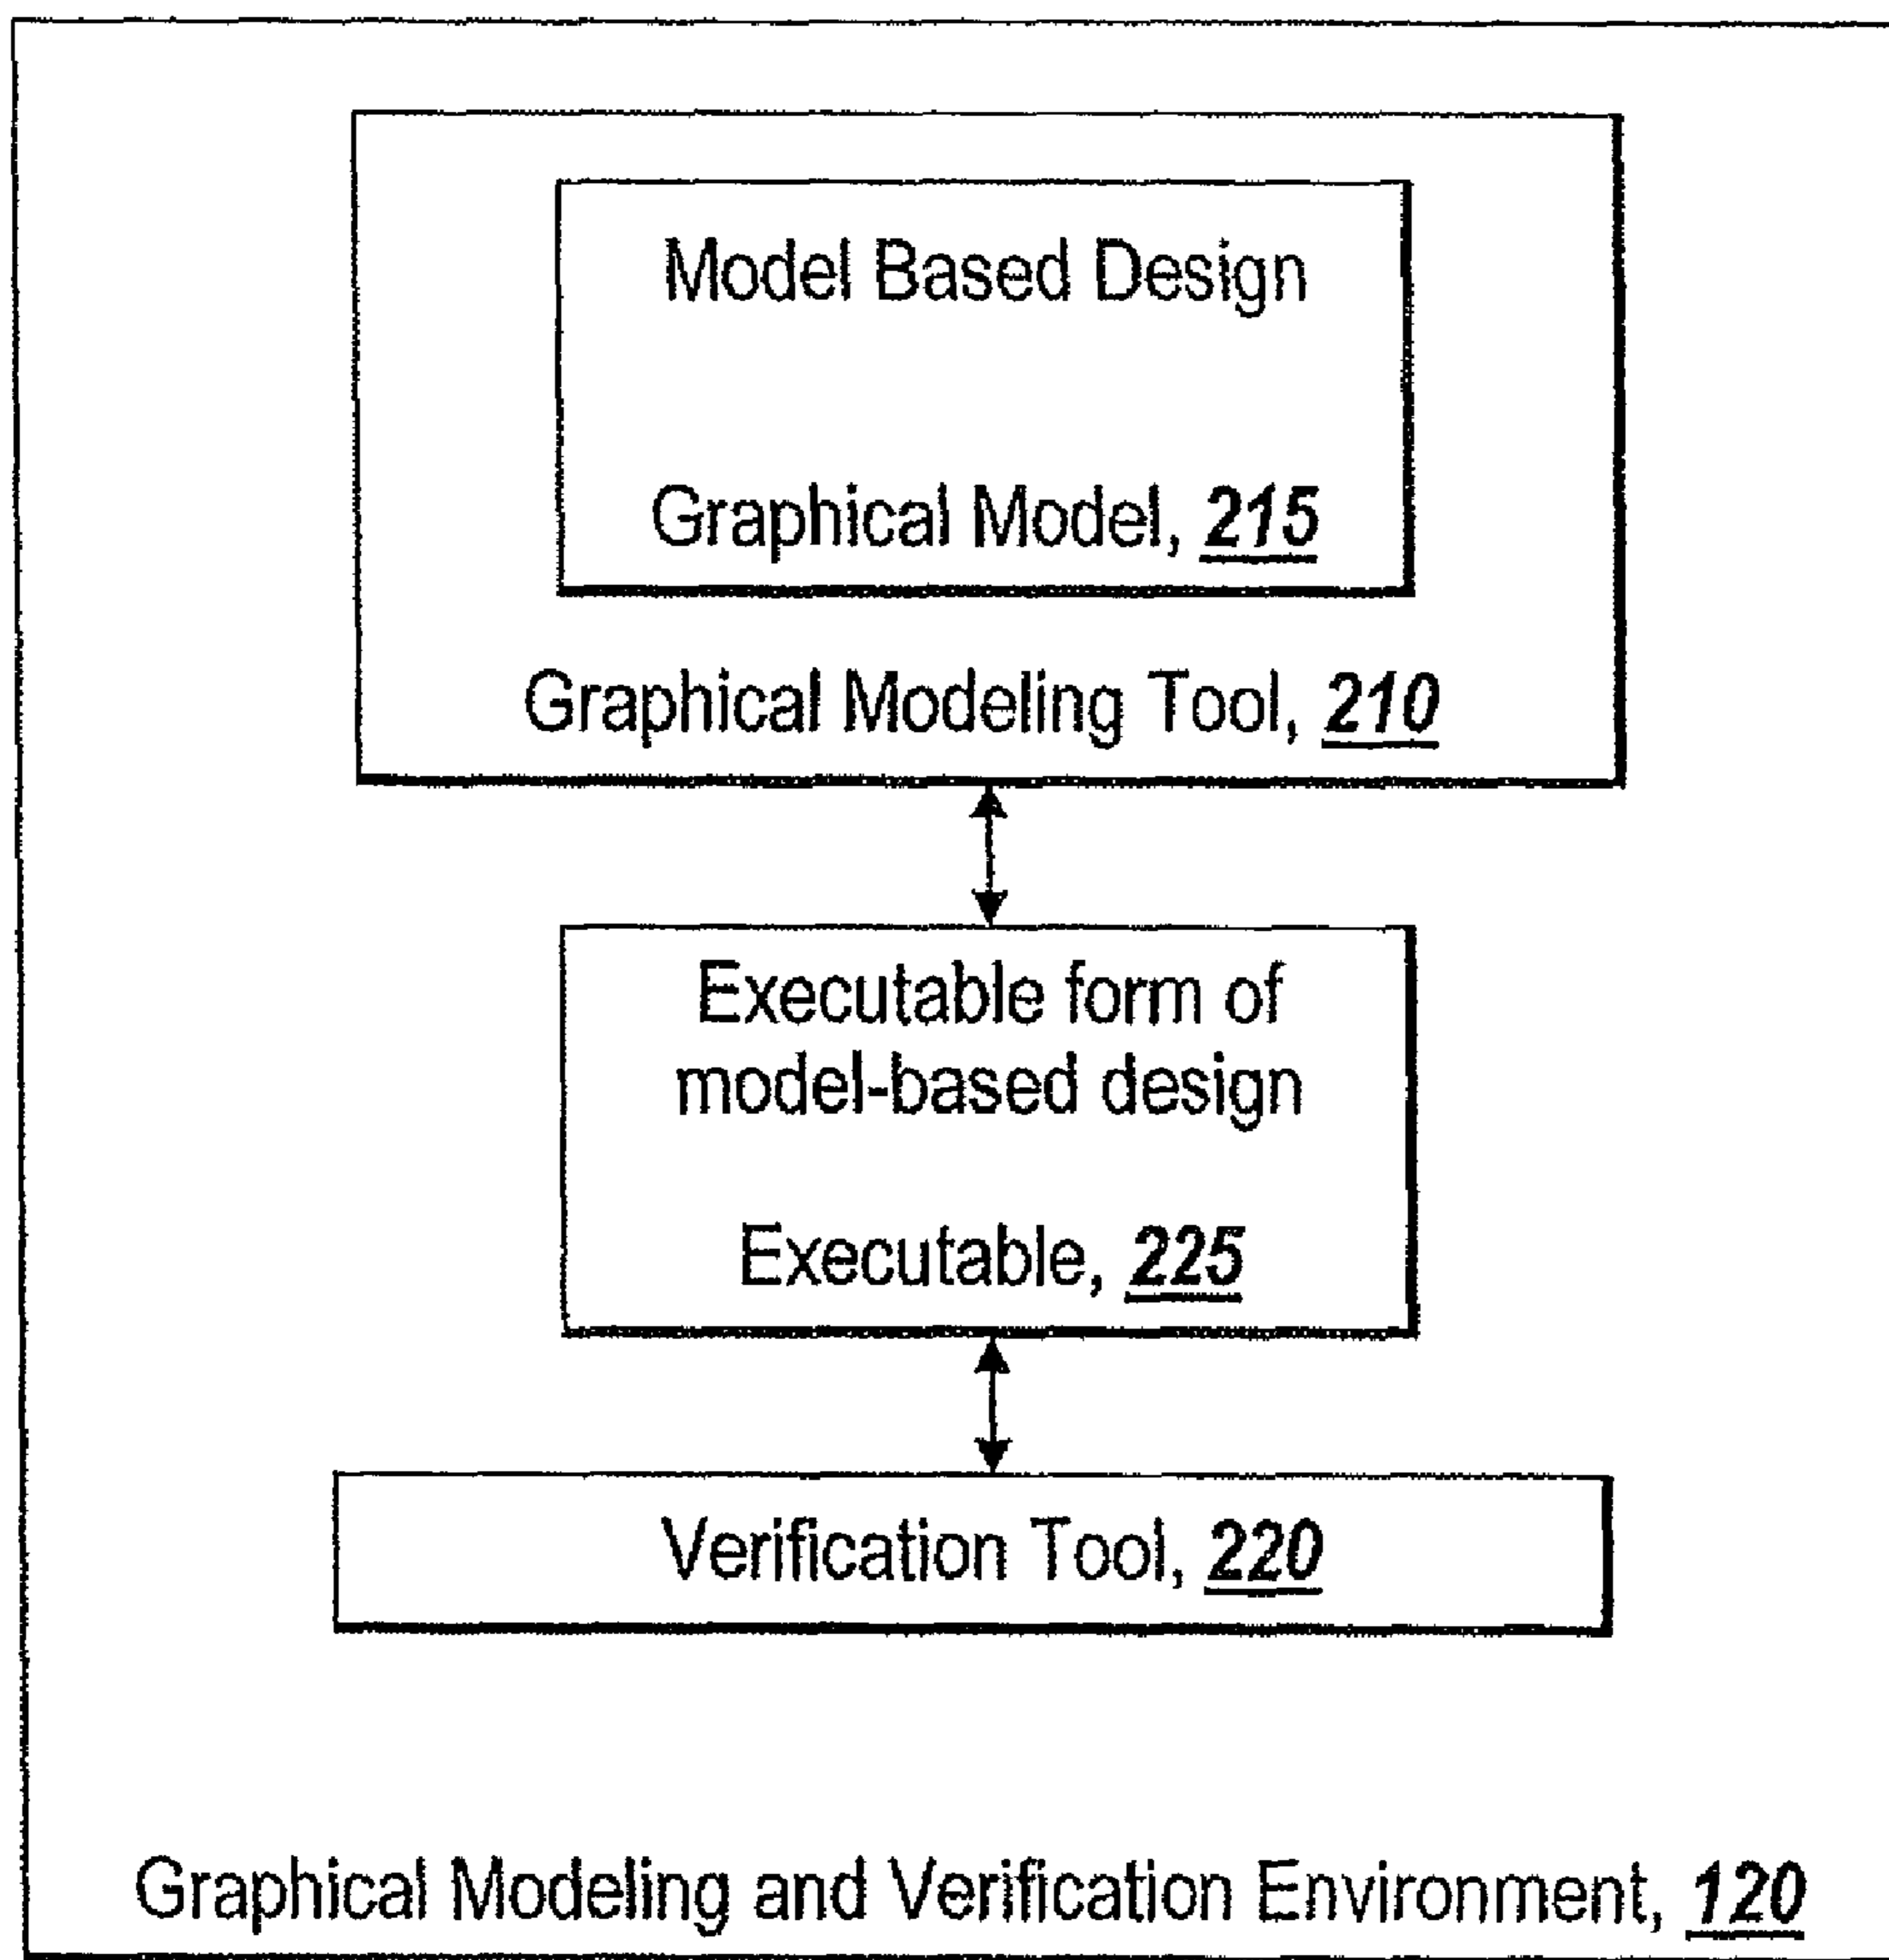 Model Based Design
Graphical Model, 215
Graphical Modeling Tool, 210
Executable form of
model-based design
Executable, 225
Verification Tool, 220
Graphical Modeling and Verification Environment, 120